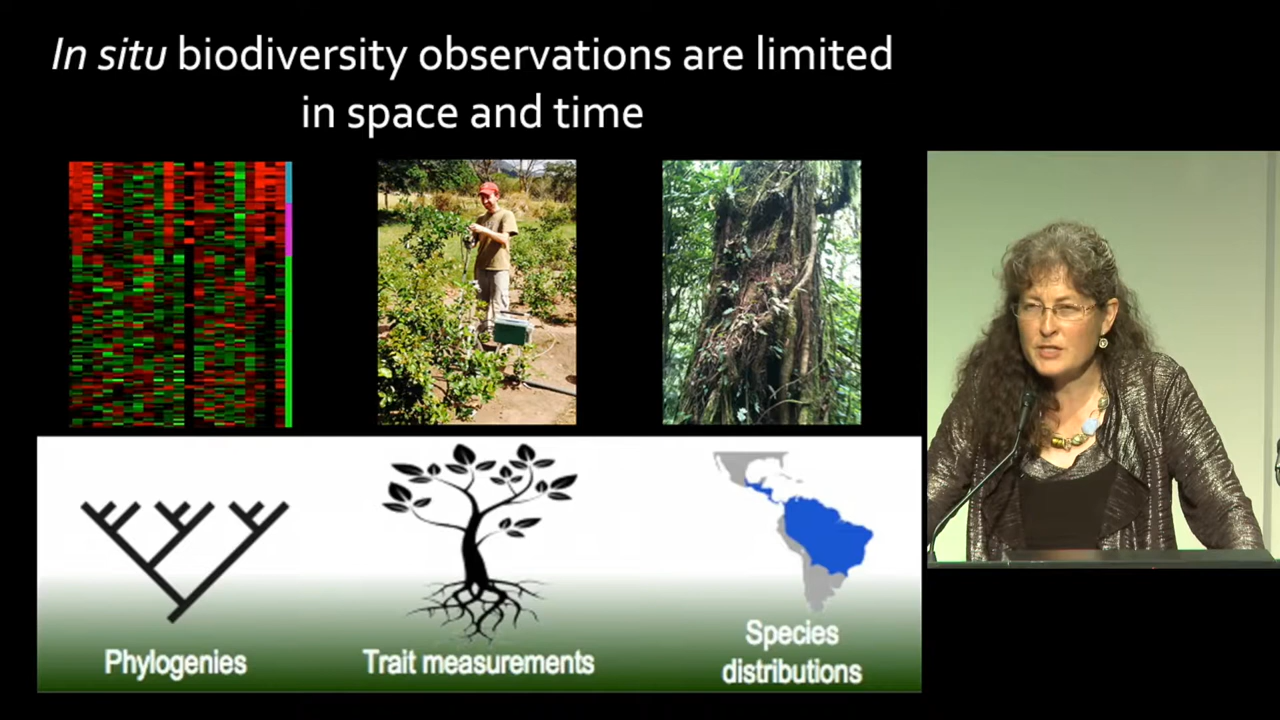 In situ biodiversity observations are limited
in space and time
Phylogenies
Trait measurements
Species
distributions